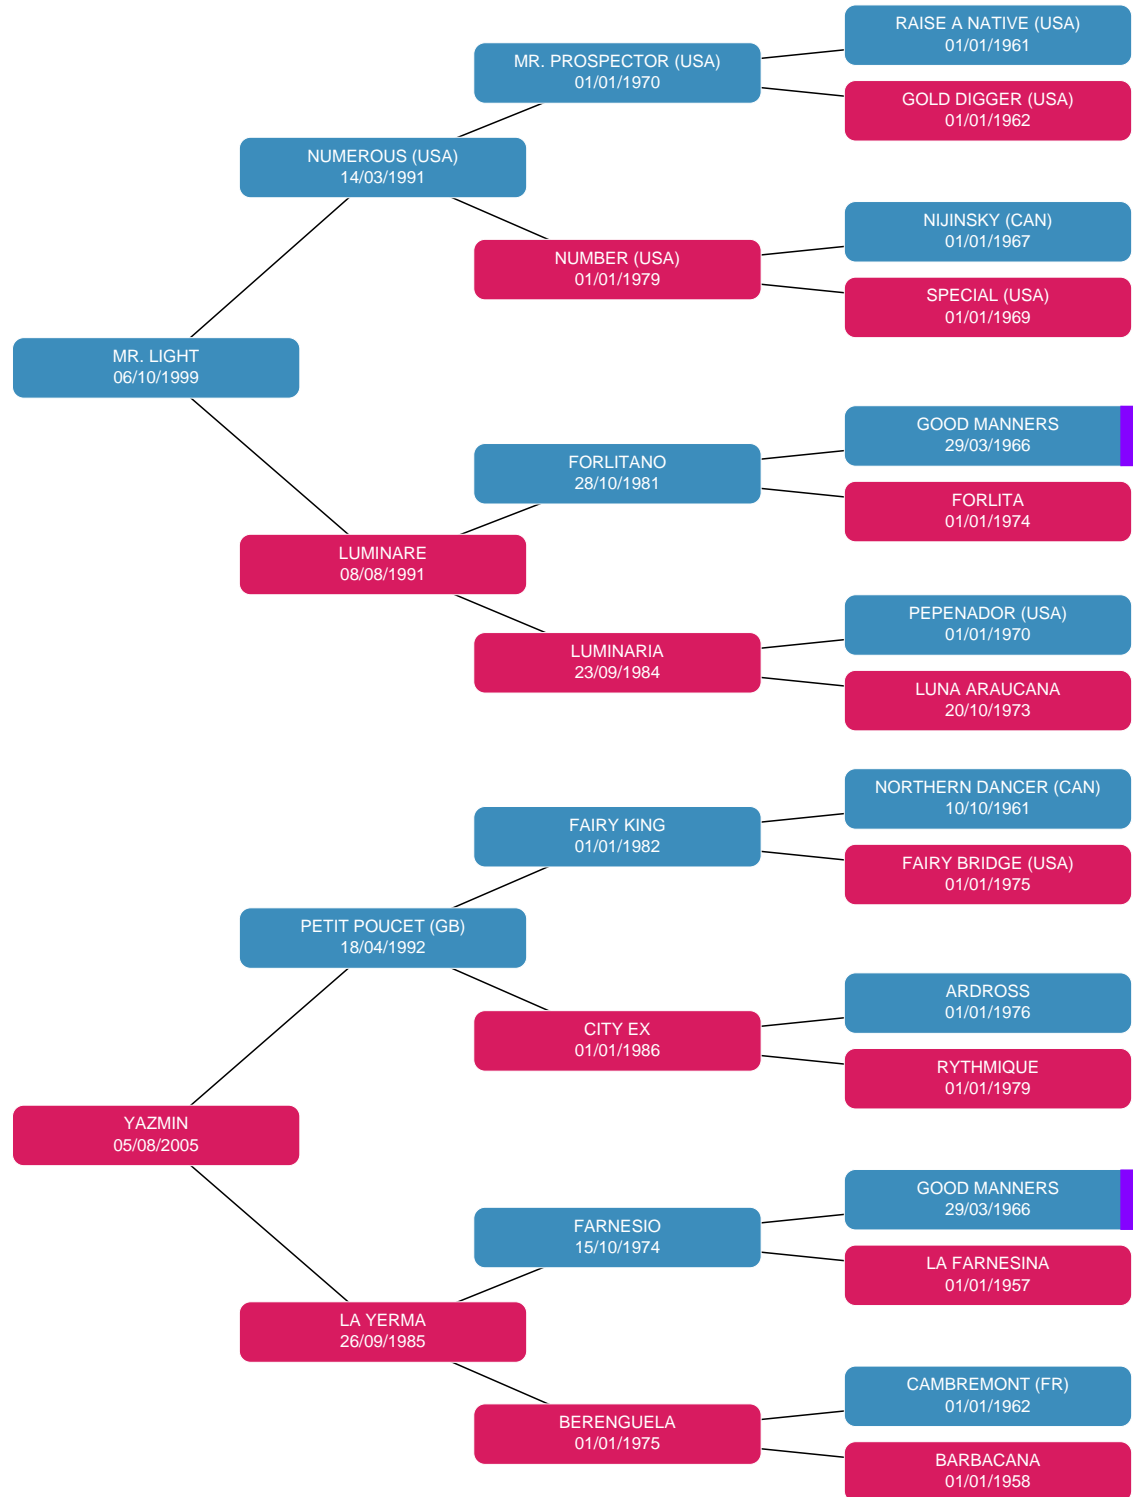 RAISE A NATIVE (USA)
01/01/1961
MR. PROSPECTOR (USA)
01/01/1970
GOLD DIGGER (USA)
01/01/1962
NUMEROUS (USA)
14/03/1991
NIJINSKY (CAN)
01/01/1967
NUMBER (USA)
01/01/1979
SPECIAL (USA)
01/01/1969
MR. LIGHT
06/10/1999
GOOD MANNERS
29/03/1966
FORLITANO
28/10/1981
FORLITA
01/01/1974
LUMINARE
08/08/1991
PEPENADOR (USA)
01/01/1970
LUMINARIA
23/09/1984
LUNA ARAUCANA
20/10/1973
NORTHERN DANCER (CAN)
10/10/1961
FAIRY KING
01/01/1982
FAIRY BRIDGE (USA)
01/01/1975
PETIT POUCET (GB)
18/04/1992
ARDROSS
01/01/1976
CITY EX
01/01/1986
RYTHMIQUE
01/01/1979
YAZMIN
05/08/2005
GOOD MANNERS
29/03/1966
FARNESIO
15/10/1974
LA FARNESINA
01/01/1957
LA YERMA
26/09/1985
CAMBREMONT (FR)
01/01/1962
BERENGUELA
01/01/1975
BARBACANA
01/01/1958